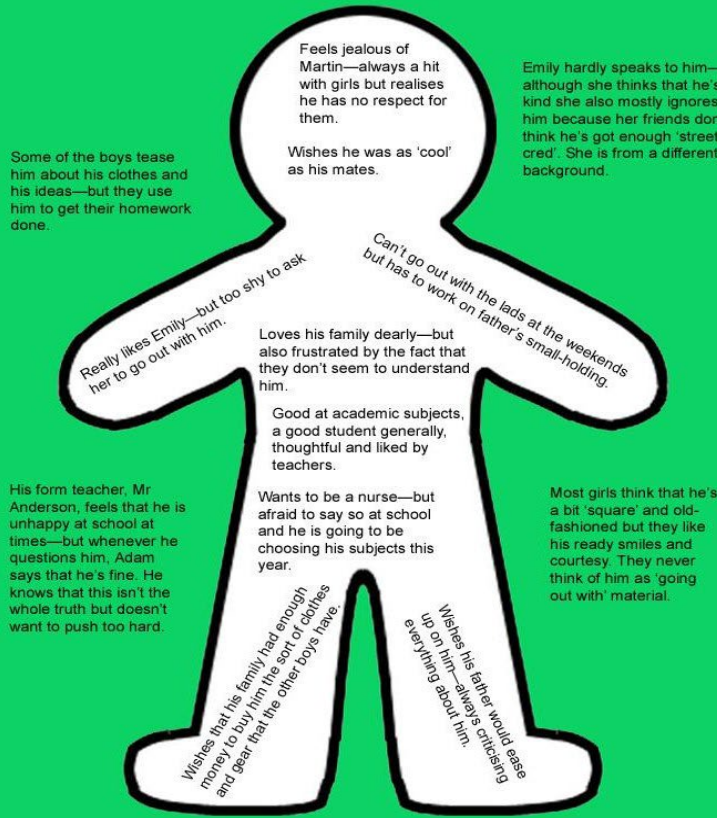 Feels jealous of
Martin—always a hit
with girls but realises
he has no respect for
them.
Wishes he was as ‘cool’
as his mates.
Emily hardly speaks to him—
although she thinks that he's
kind she also mostly ignores
him because her friends don
think he's got enough ‘street
cred’. She is from a different
background.
Some of the boys tease
him about his clothes and
his ideas—but they use
him to get their homework
done.
Really likes Emily—but too shy to ask
her to go out with him.
Can't go out with the lads at the weekends
but has to work on father's small-holding.
Loves his family dearly—but
also frustrated by the fact that
they don't seem to understand
him.
Good at academic subjects,
a good student generally,
thoughtful and liked by
teachers.
Wants to be a nurse—but
afraid to say so at school
and he is going to be
choosing his subjects this
year.
His form teacher, Mr
Anderson, feels that he is
unhappy at school at
times—but whenever he
questions him, Adam
says that he's fine. He
knows that this isn't the
whole truth but doesn't
want to push too hard.
Most girls think that he's
a bit ‘square’ and old-
fashioned but they like
his ready smiles and
courtesy. They never
think of him as ‘going
out with’ material.
Wishes that his family had enough
money to buy him the sort of clothes
and gear that the other boys have.
Wishes his father would ease
up on him—always criticising
everything about him.